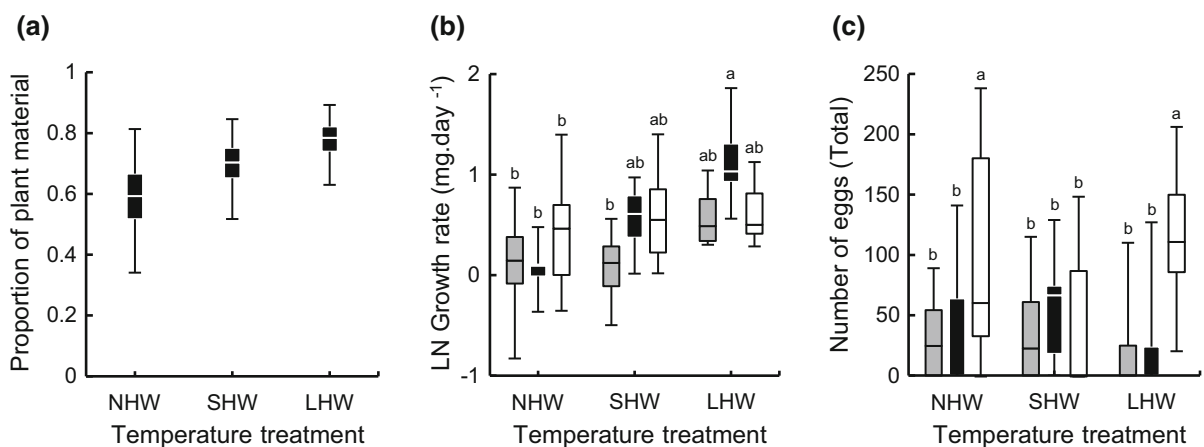 (a)
Proportion of plant material
1
0.8
0.6
0.4
0.2
0
NHW SHW LHW
Temperature treatment
(b)
LN Growth rate (mg.day -1)
2
1
0
-1
b b b b ab ab ab a ab
NHW SHW LHW
Temperature treatment
(c)
Number of eggs (Total)
250
200
150
100
50
0
b b a b b b b b a
NHW SHW LHW
Temperature treatment